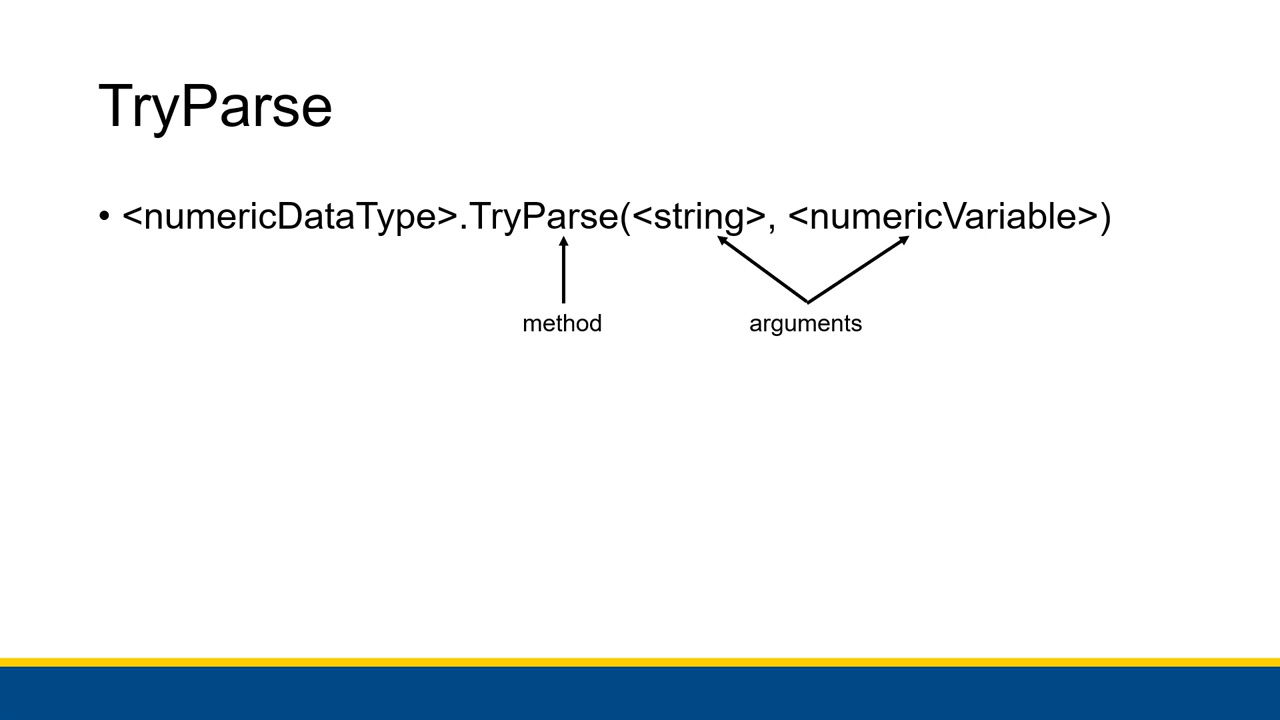 TryParse
• <numericDataType>.TryParse(<string>, <numericVariable>)
method arguments